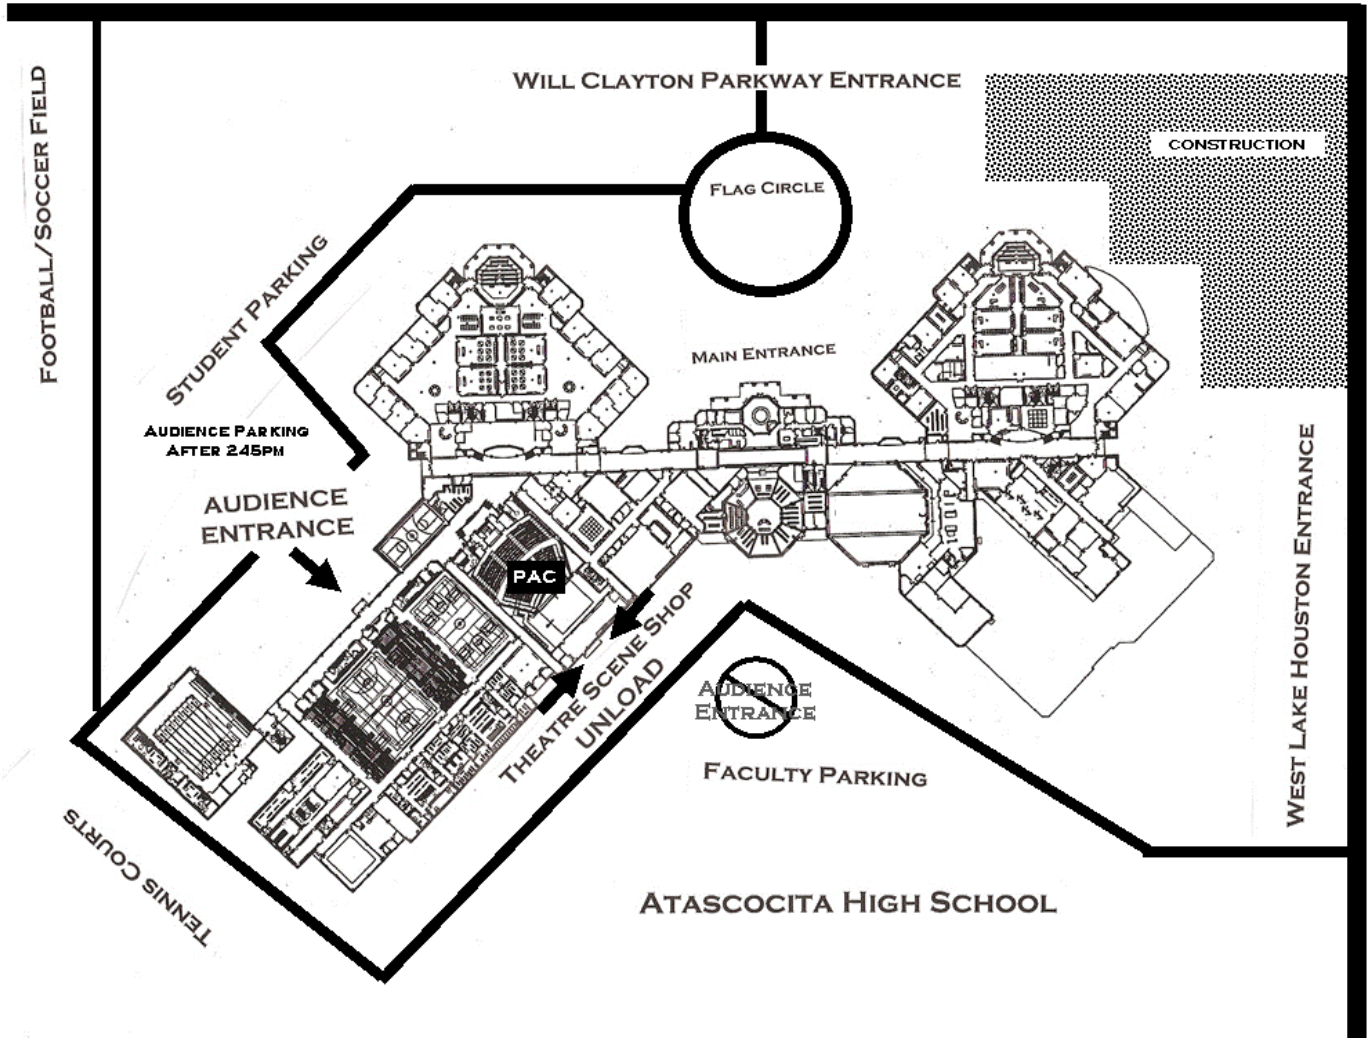 WILL CLAYTON PARKWAY ENTRANCE
CONSTRUCTION
FLAG CIRCLE
FOOTBALL/SOCCER FIELD
STUDENT PARKING
MAIN ENTRANCE
AUDIENCE PARKING
AFTER 245PM
AUDIENCE
ENTRANCE
PAC
THEATRE SCENE SHOP
UNLOAD
AUDIENCE
ENTRANCE
FACULTY PARKING
WEST LAKE HOUSTON ENTRANCE
TENNIS COURTS
ATASCOCITA HIGH SCHOOL